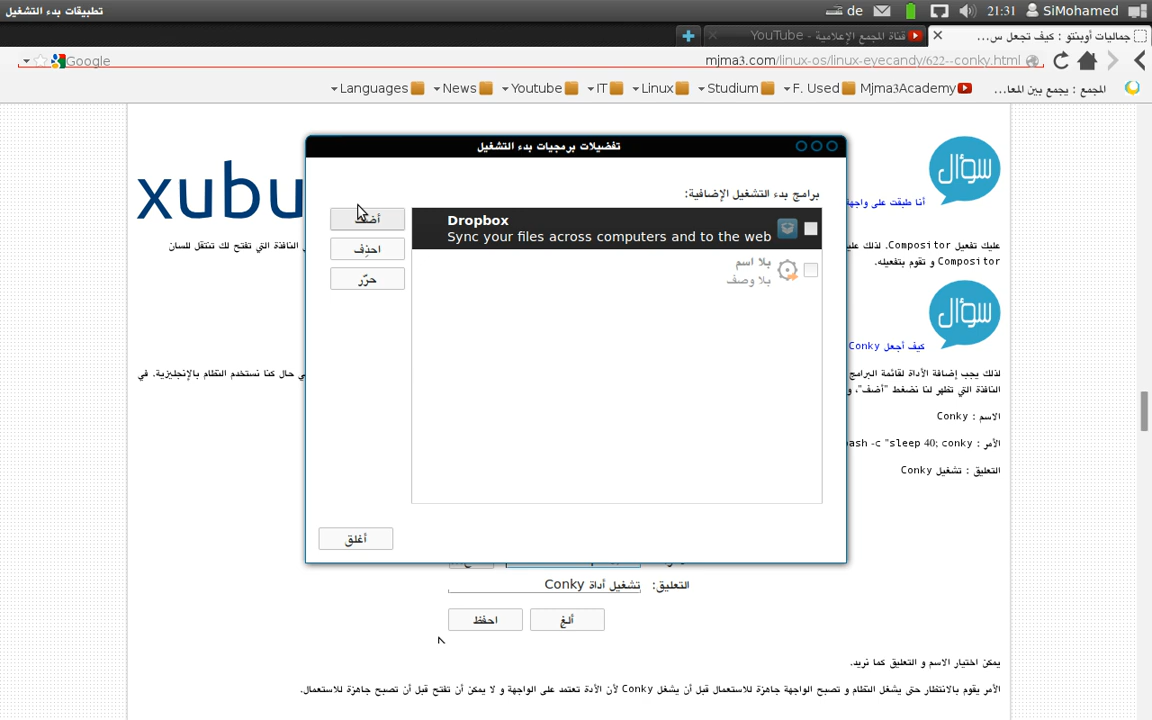 تطبيقات بدء التشغيل
de
21:31
SiMohamed
قناة المجمع الإعلامية - YouTube
جماليات أوبنتو : كيف تجعل س...
Google
mjma3.com/linux-os/linux-eyecandy/622--conky.html
المجمع : يجمع بين المعا...
Mjma3Academy
F. Used
Studium
Linux
IT
Youtube
News
Languages
تفضيلات برمجيات بدء التشغيل
برامج بدء التشغيل الإضافية:
أضف
احذِف
حرّر
Dropbox
Sync your files across computers and to the web
بلا اسم
بلا وصف
أغلق
xubu
سؤال
أنا طبقت على واجهة
عليك تفعيل Compositor. لذلك عليك
النافذة التي تفتح لك تنتقل للسان
Compositor و تقوم بتفعيله.
سؤال
كيف أجعل Conky
لذلك يجب إضافة الأداة لقائمة البرامج
ي حال كنا نستخدم النظام بالإنجليزية. في
النافذة التي تظهر لنا نضغط "أضف"، و
الاسم : Conky
الأمر : bash -c "sleep 40; conky
التعليق : تشغيل Conky
التعليق: تشغيل أداة Conky
ألغ
احفظ
يمكن اختيار الاسم و التعليق كما نريد.
الأمر يقوم بالانتظار حتى يشغل النظام و تصبح الواجهة جاهزة للاستعمال قبل أن يشغل Conky لأن الأدة تعتمد على الواجهة و لا يمكن أن تفتح قبل أن تصبح جاهزة للاستعمال.